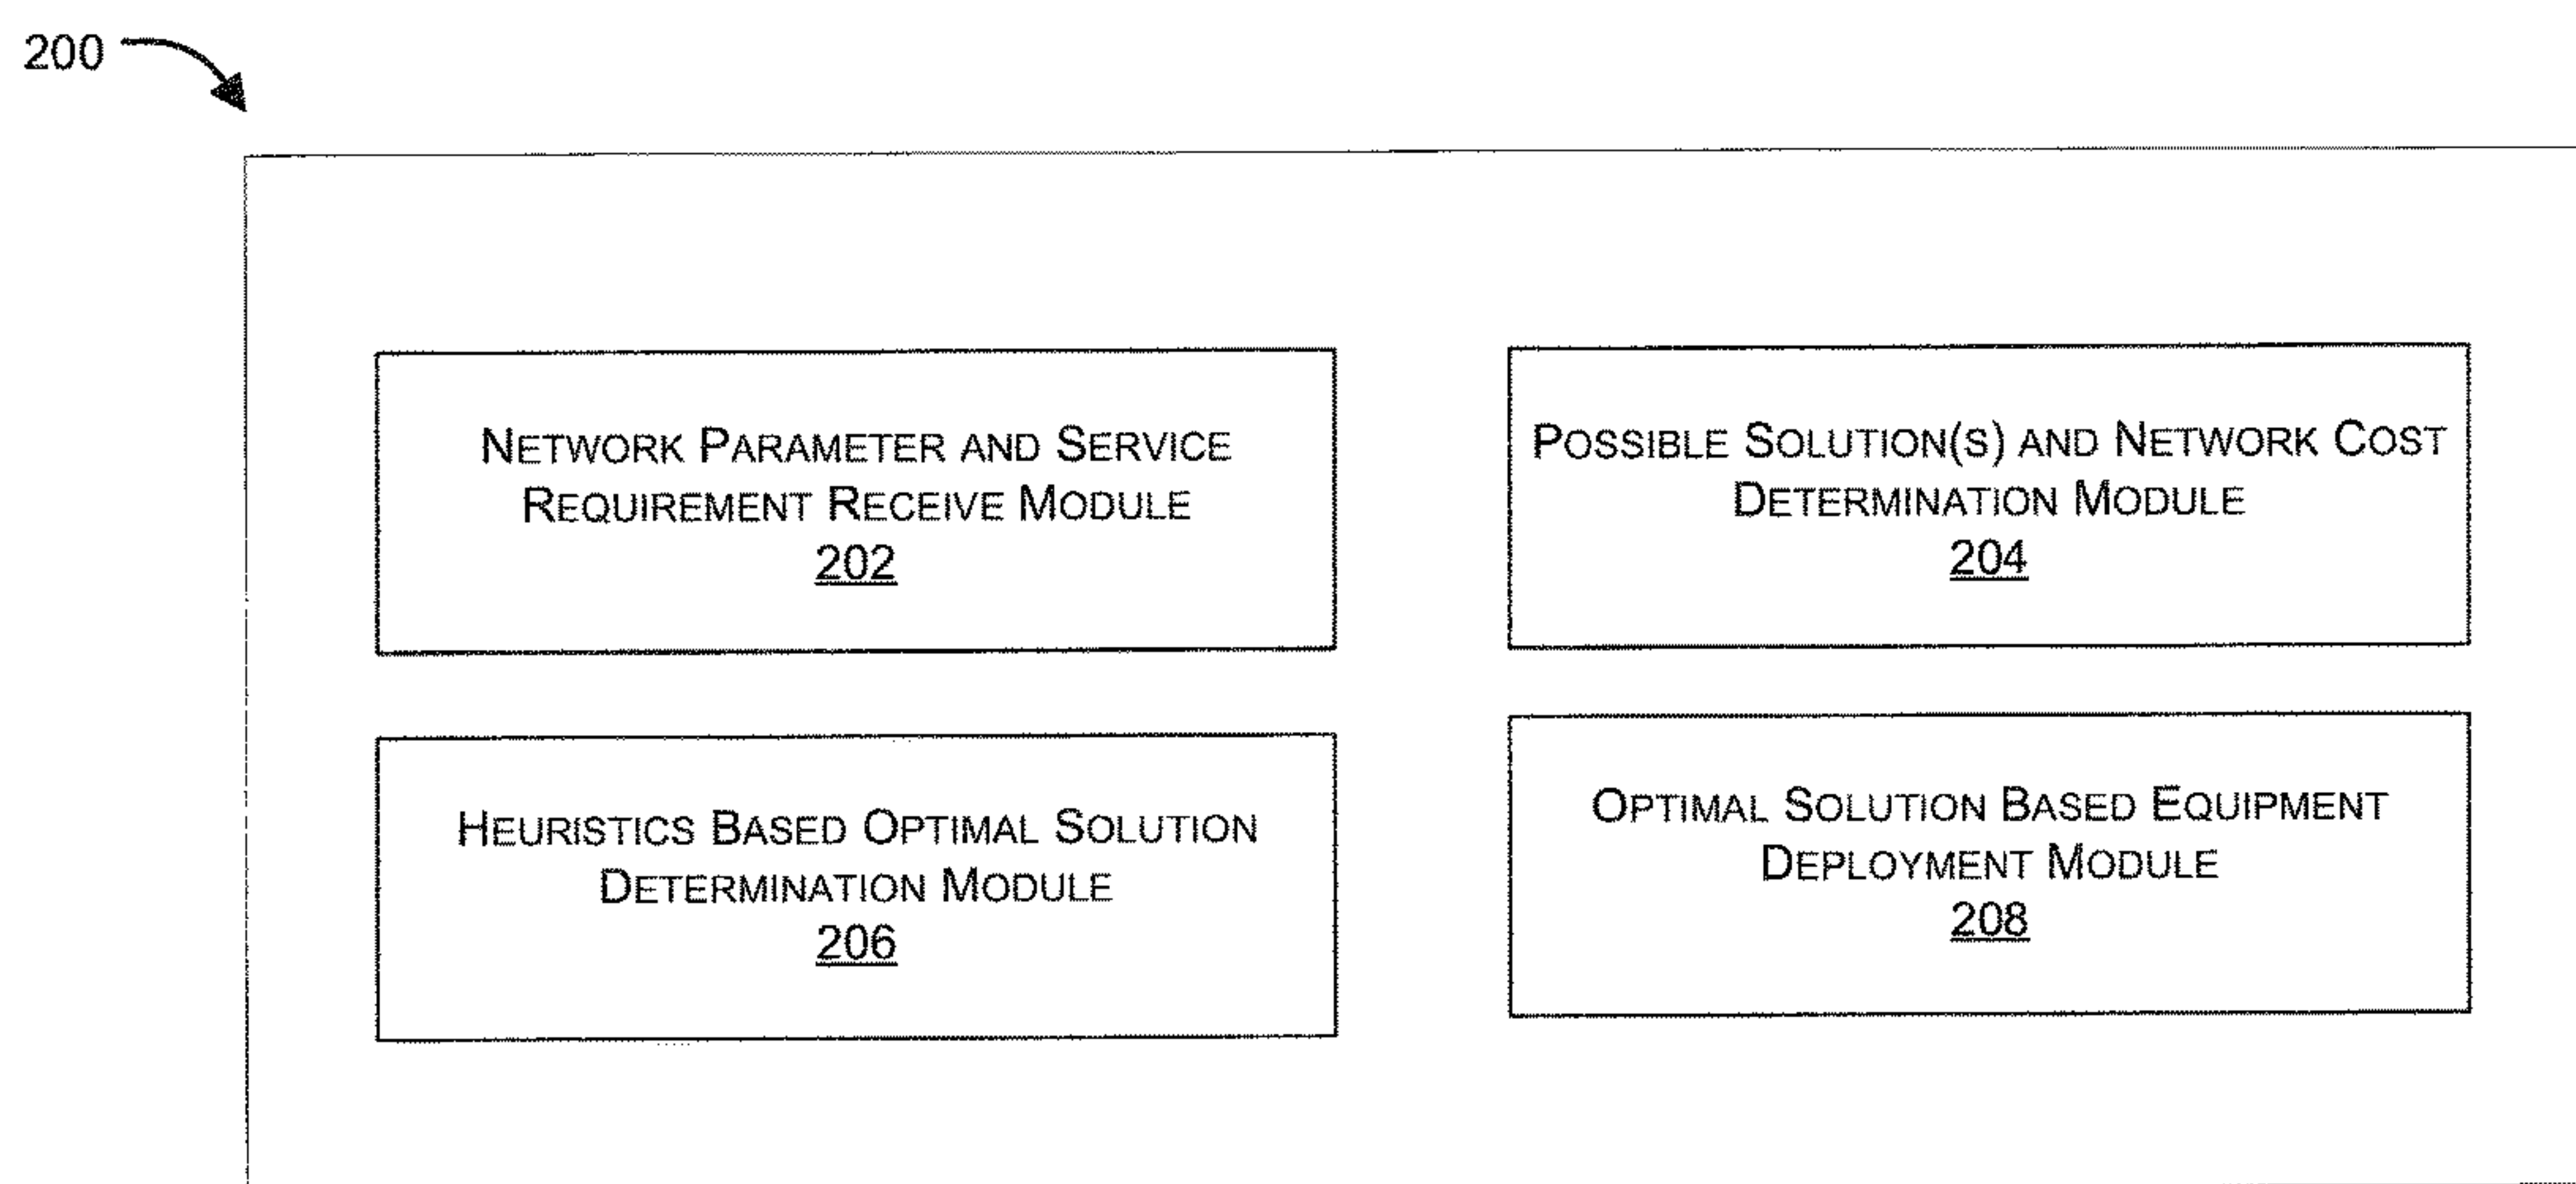 200
NETWORK PARAMETER AND SERVICE
REQUIREMENT RECEIVE MODULE
202
POSSIBLE SOLUTION(S) AND NETWORK COST
DETERMINATION MODULE
204
HEURISTICS BASED OPTIMAL SOLUTION
DETERMINATION MODULE
206
OPTIMAL SOLUTION BASED EQUIPMENT
DEPLOYMENT MODULE
208